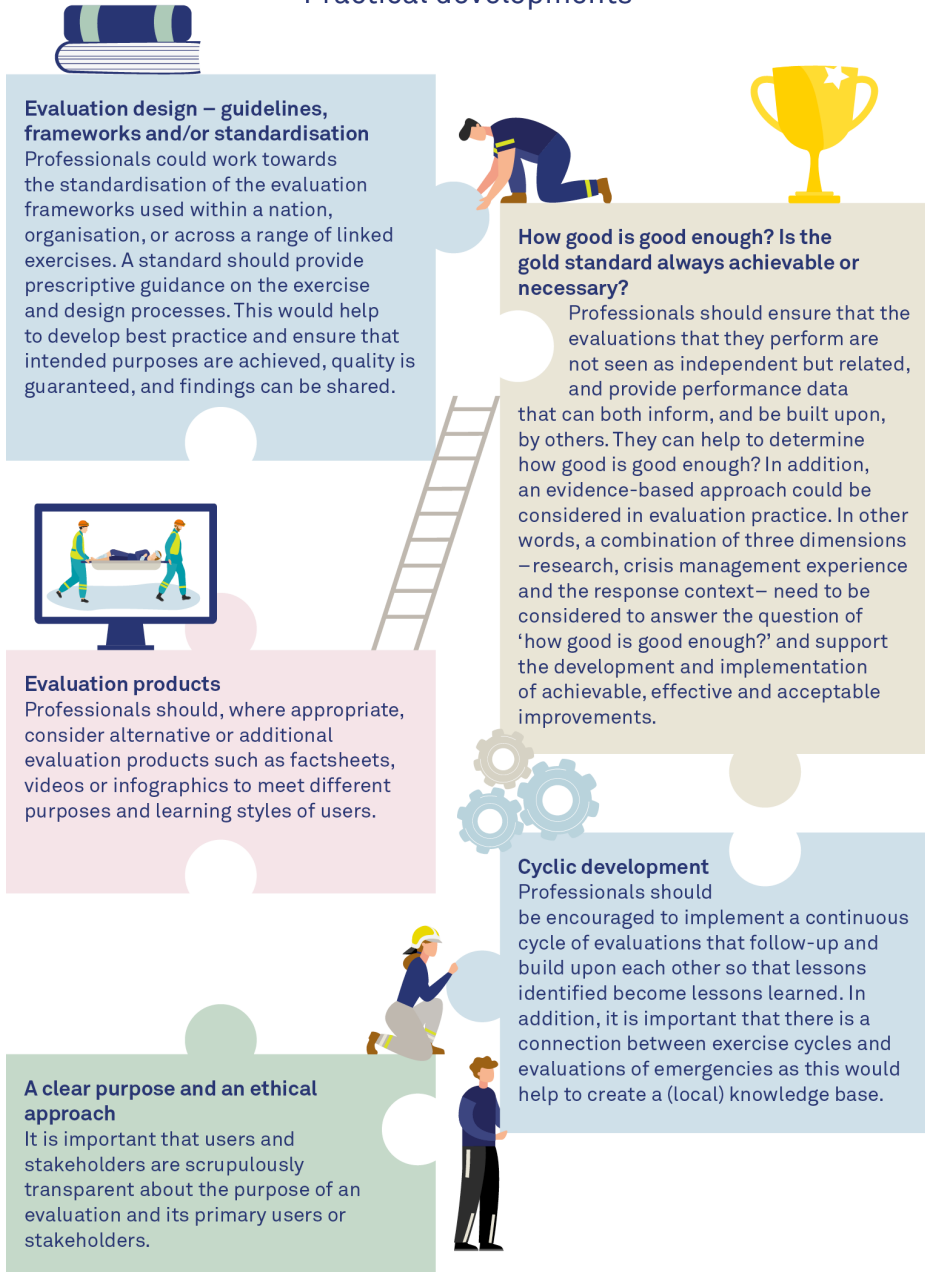 Practical developments
Evaluation design – guidelines,
frameworks and/or standardisation
Professionals could work towards
the standardisation of the evaluation
frameworks used within a nation,
organisation, or across a range of linked
exercises. A standard should provide
prescriptive guidance on the exercise
and design processes. This would help
to develop best practice and ensure that
intended purposes are achieved, quality is
guaranteed, and findings can be shared.
How good is good enough? Is the
gold standard always achievable or
necessary?
Professionals should ensure that the
evaluations that they perform are
not seen as independent but related,
and provide performance data
that can both inform, and be built upon,
by others. They can help to determine
how good is good enough? In addition,
an evidence-based approach could be
considered in evaluation practice. In other
words, a combination of three dimensions
–research, crisis management experience
and the response context– need to be
considered to answer the question of
‘how good is good enough?’ and support
the development and implementation
of achievable, effective and acceptable
improvements.
Evaluation products
Professionals should, where appropriate,
consider alternative or additional
evaluation products such as factsheets,
videos or infographics to meet different
purposes and learning styles of users.
Cyclic development
Professionals should
be encouraged to implement a continuous
cycle of evaluations that follow-up and
build upon each other so that lessons
identified become lessons learned. In
addition, it is important that there is a
connection between exercise cycles and
evaluations of emergencies as this would
help to create a (local) knowledge base.
A clear purpose and an ethical
approach
It is important that users and
stakeholders are scrupulously
transparent about the purpose of an
evaluation and its primary users or
stakeholders.